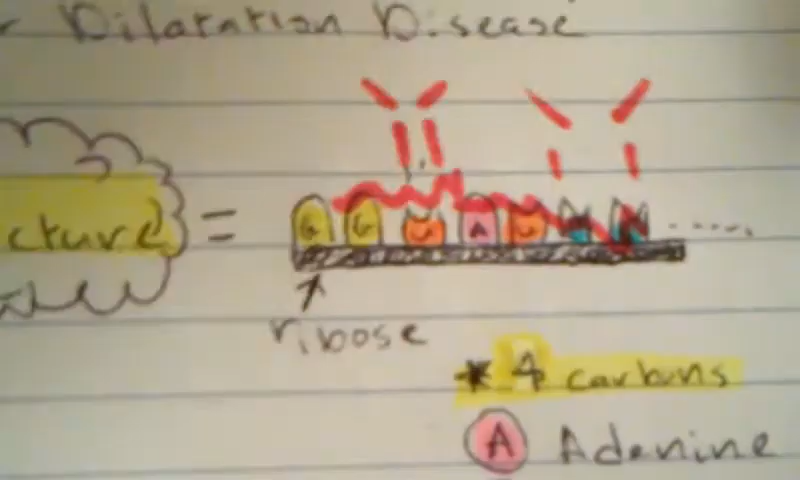 Dilatation Disease
cture =
G G U A U
ribose
* 4 carbons
A Adenine